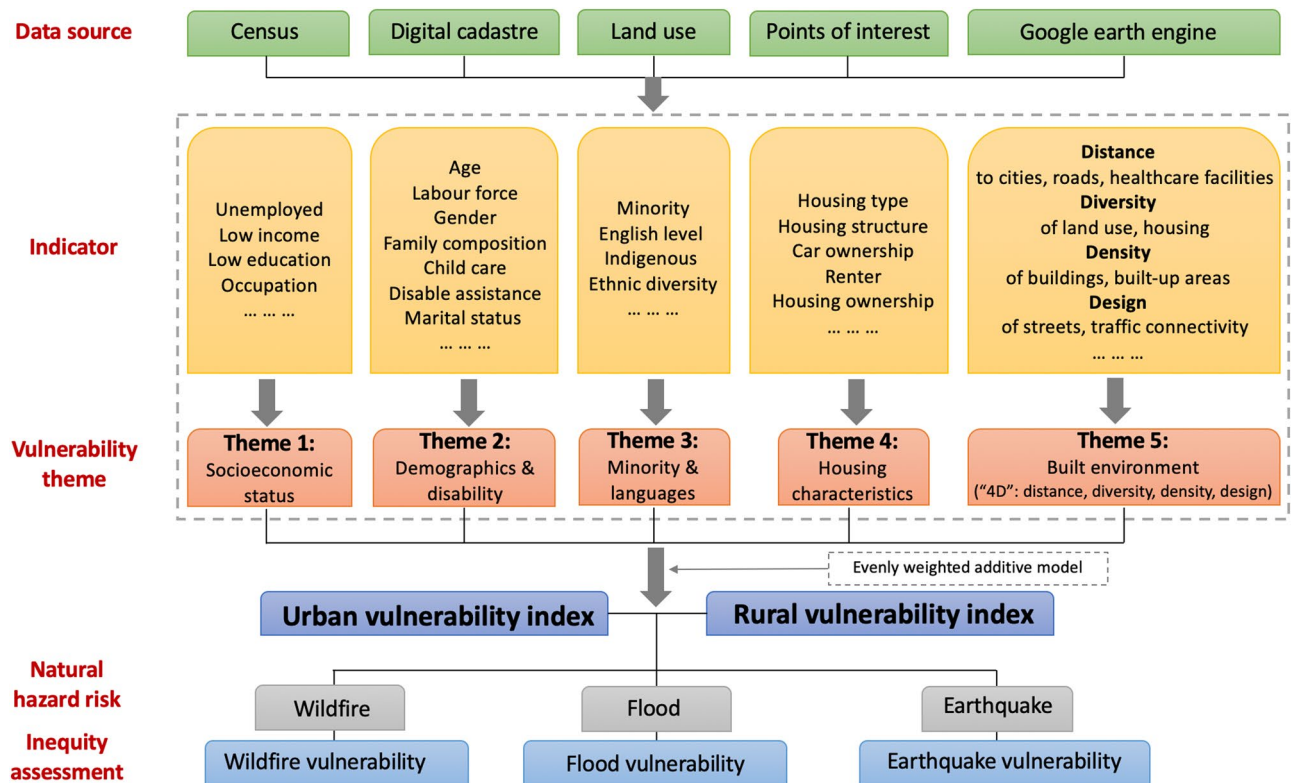 Data source
Census
Digital cadastre
Land use
Points of interest
Google earth engine
Indicator
Unemployed
Low income
Low education
Occupation
... ... ...
Age
Labour force
Gender
Family composition
Child care
Disable assistance
Marital status
... ... ...
Minority
English level
Indigenous
Ethnic diversity
... ... ...
Housing type
Housing structure
Car ownership
Renter
Housing ownership
... ... ...
Distance
to cities, roads, healthcare facilities
Diversity
of land use, housing
Density
of buildings, built-up areas
Design
of streets, traffic connectivity
... ... ...
Vulnerability
theme
Theme 1:
Socioeconomic
status
Theme 2:
Demographics &
disability
Theme 3:
Minority &
languages
Theme 4:
Housing
characteristics
Theme 5:
Built environment
(“4D”: distance, diversity, density, design)
Evenly weighted additive model
Urban vulnerability index
Rural vulnerability index
Natural
hazard risk
Wildfire
Flood
Earthquake
Inequity
assessment
Wildfire vulnerability
Flood vulnerability
Earthquake vulnerability